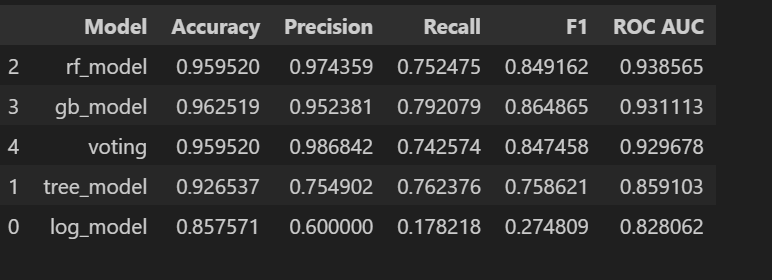 Model Accuracy Precision Recall F1 ROC AUC
2 rf_model 0.959520 0.974359 0.752475 0.849162 0.938565
3 gb_model 0.962519 0.952381 0.792079 0.864865 0.931113
4 voting 0.959520 0.986842 0.742574 0.847458 0.929678
1 tree_model 0.926537 0.754902 0.762376 0.758621 0.859103
0 log_model 0.857571 0.600000 0.178218 0.274809 0.828062